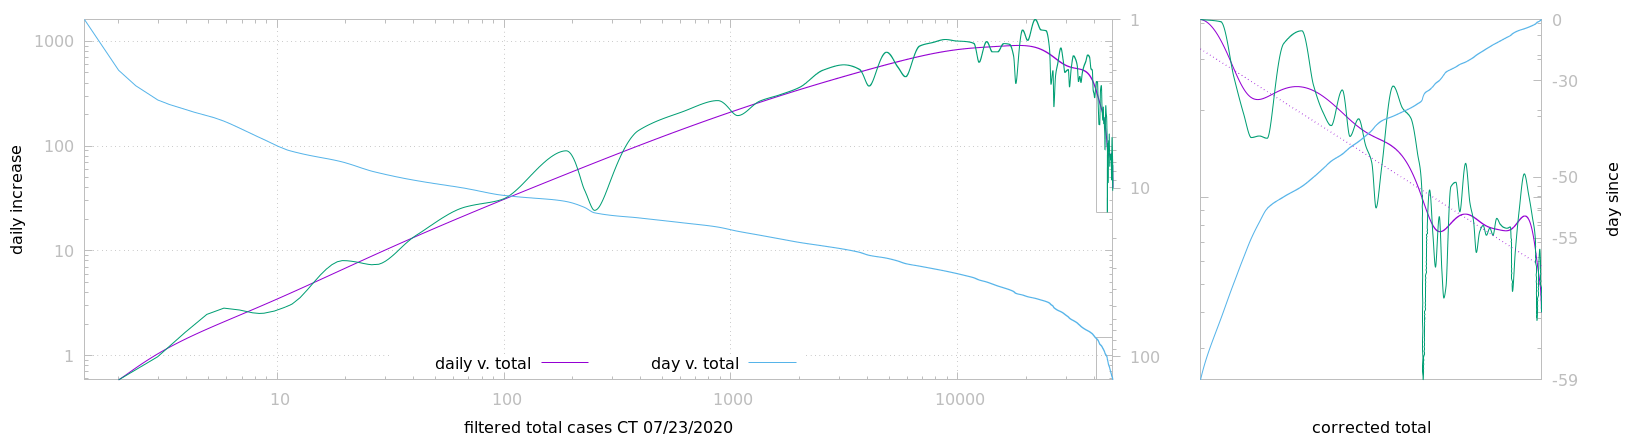 1000
100
10
1
daily increase
10
100
1000
10000
filtered total cases CT 07/23/2020
daily v. total
day v. total
1
10
100
0
-30
-50
-55
-59
day since
corrected total